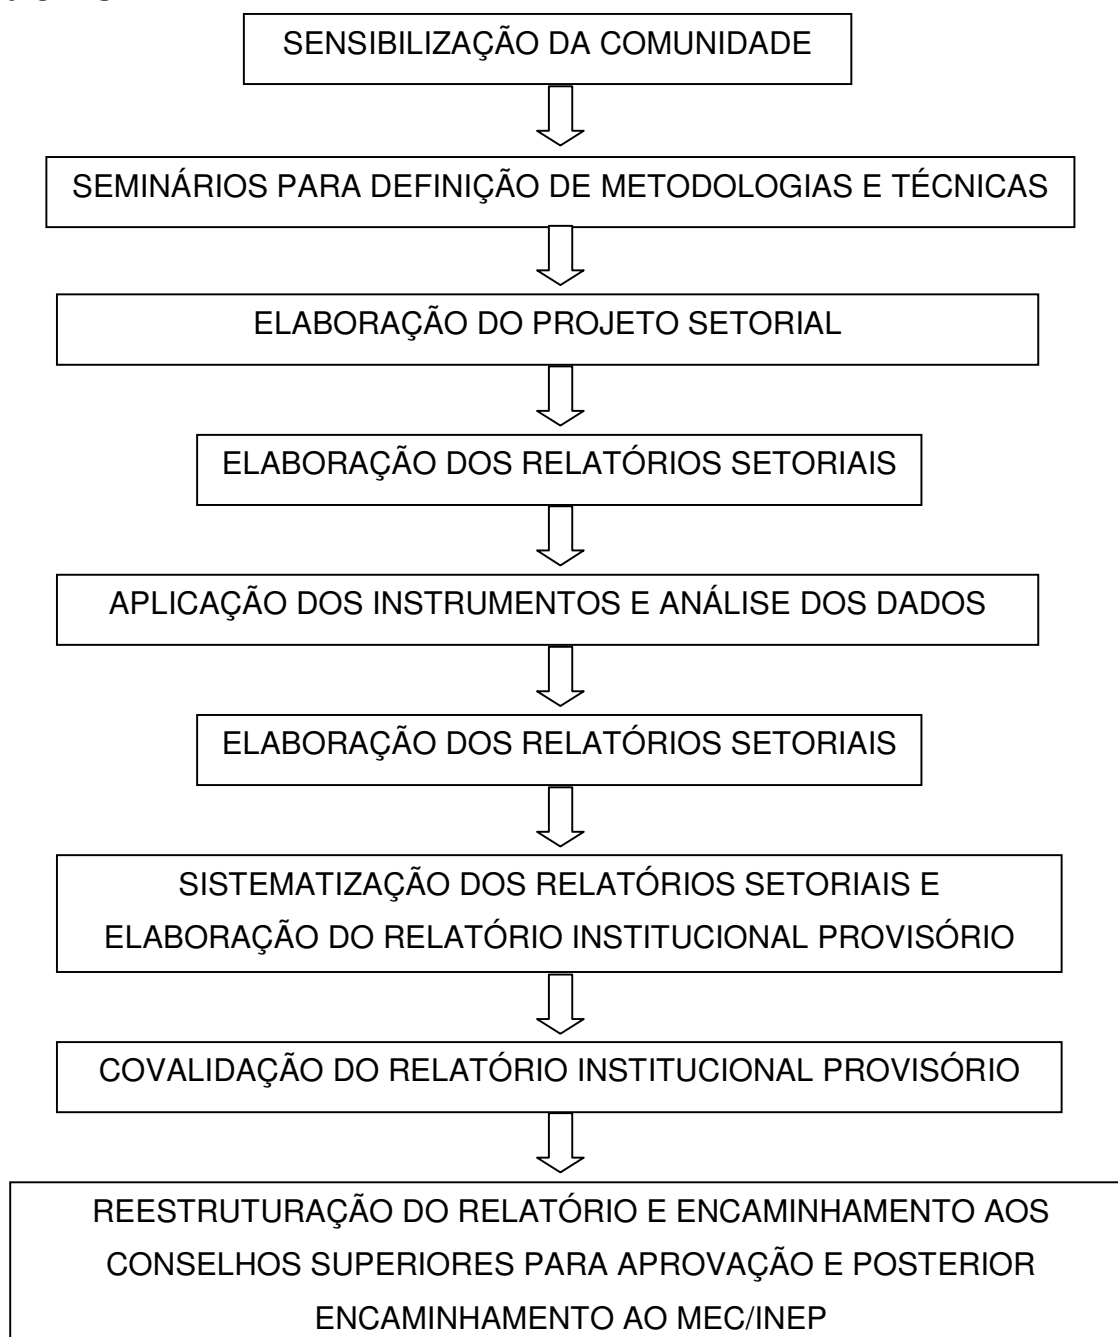 SENSIBILIZAÇÃO DA COMUNIDADE
SEMINÁRIOS PARA DEFINIÇÃO DE METODOLOGIAS E TÉCNICAS
ELABORAÇÃO DO PROJETO SETORIAL
ELABORAÇÃO DOS RELATÓRIOS SETORIAIS
APLICAÇÃO DOS INSTRUMENTOS E ANÁLISE DOS DADOS
ELABORAÇÃO DOS RELATÓRIOS SETORIAIS
SISTEMATIZAÇÃO DOS RELATÓRIOS SETORIAIS E
ELABORAÇÃO DO RELATÓRIO INSTITUCIONAL PROVISÓRIO
COVALIDAÇÃO DO RELATÓRIO INSTITUCIONAL PROVISÓRIO
REESTRUTURAÇÃO DO RELATÓRIO E ENCAMINHAMENTO AOS
CONSELHOS SUPERIORES PARA APROVAÇÃO E POSTERIOR
ENCAMINHAMENTO AO MEC/INEP